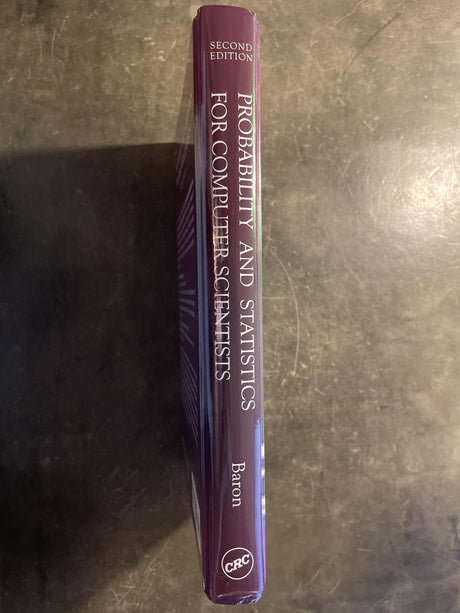 SECOND
EDITION
PROBABILITY AND STATISTICS
FOR COMPUTER SCIENTISTS
Baron
CRC